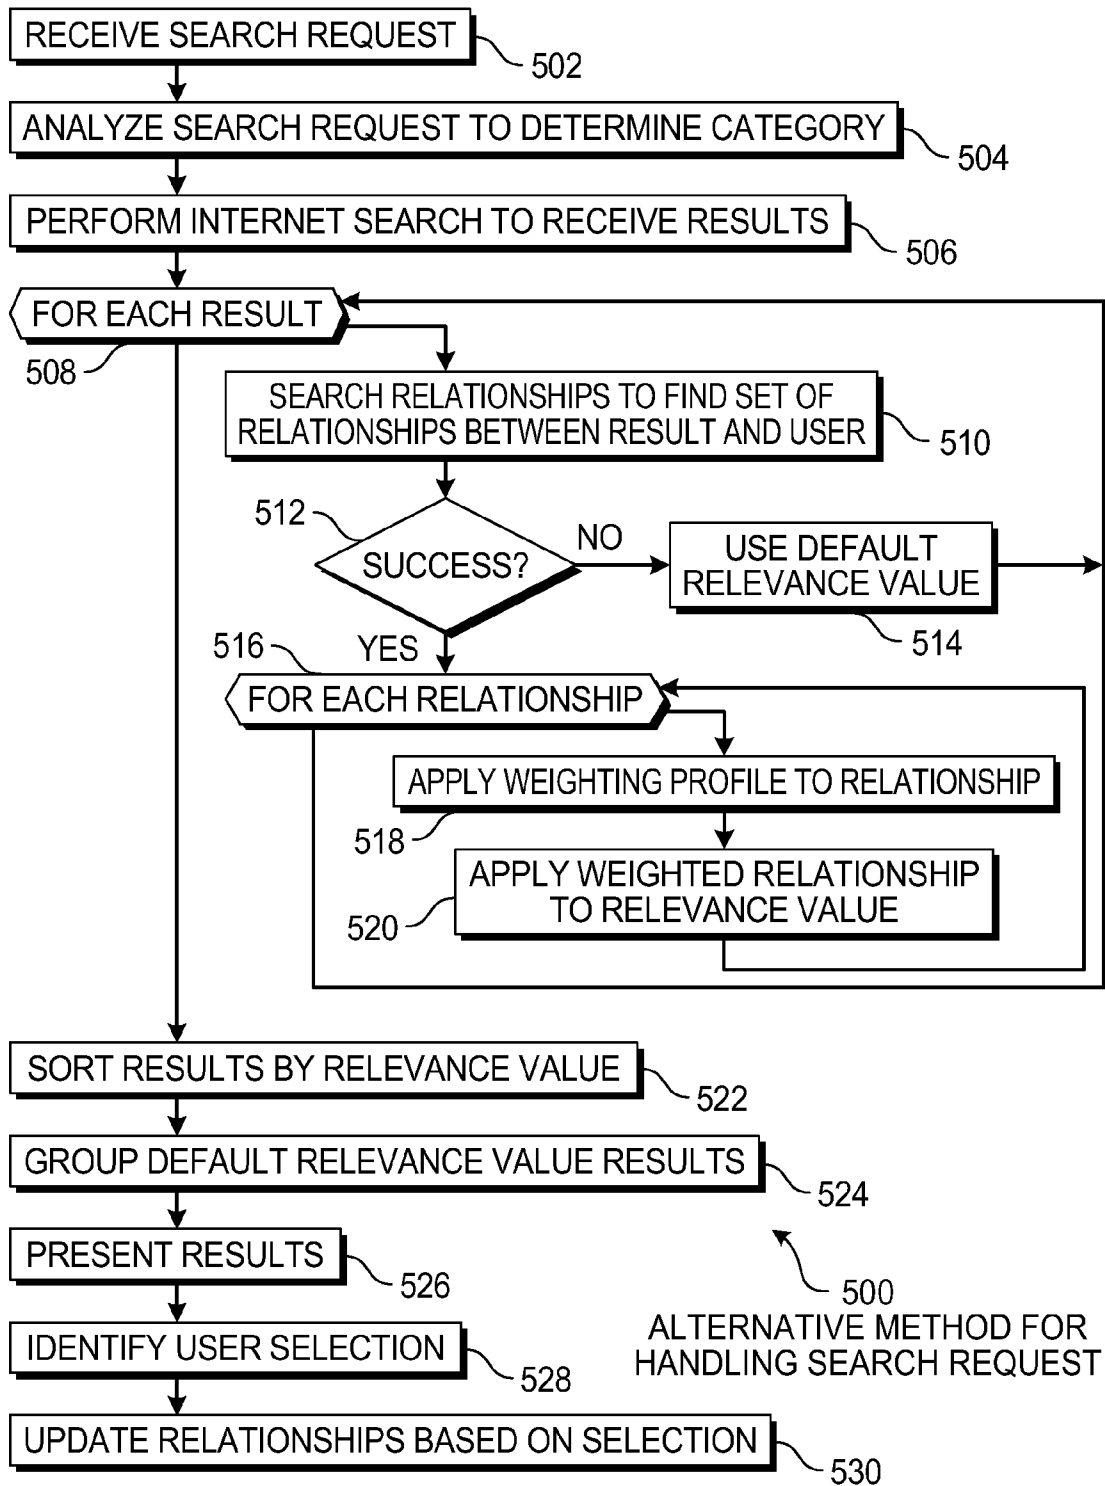 RECEIVE SEARCH REQUEST
502
ANALYZE SEARCH REQUEST TO DETERMINE CATEGORY
504
PERFORM INTERNET SEARCH TO RECEIVE RESULTS
506
FOR EACH RESULT
508
SEARCH RELATIONSHIPS TO FIND SET OF
RELATIONSHIPS BETWEEN RESULT AND USER
510
512
SUCCESS?
NO
USE DEFAULT
RELEVANCE VALUE
514
YES
516
FOR EACH RELATIONSHIP
APPLY WEIGHTING PROFILE TO RELATIONSHIP
518
APPLY WEIGHTED RELATIONSHIP
TO RELEVANCE VALUE
520
SORT RESULTS BY RELEVANCE VALUE
522
GROUP DEFAULT RELEVANCE VALUE RESULTS
524
PRESENT RESULTS
526
IDENTIFY USER SELECTION
528
UPDATE RELATIONSHIPS BASED ON SELECTION
530
500
ALTERNATIVE METHOD FOR
HANDLING SEARCH REQUEST